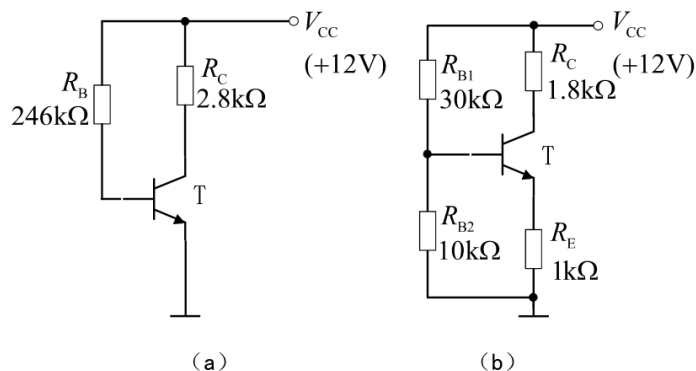 V_CC
(+12V)
R_B
246kΩ
R_C
2.8kΩ
T
(a)
V_CC
(+12V)
R_B1
30kΩ
R_C
1.8kΩ
T
R_B2
10kΩ
R_E
1kΩ
(b)